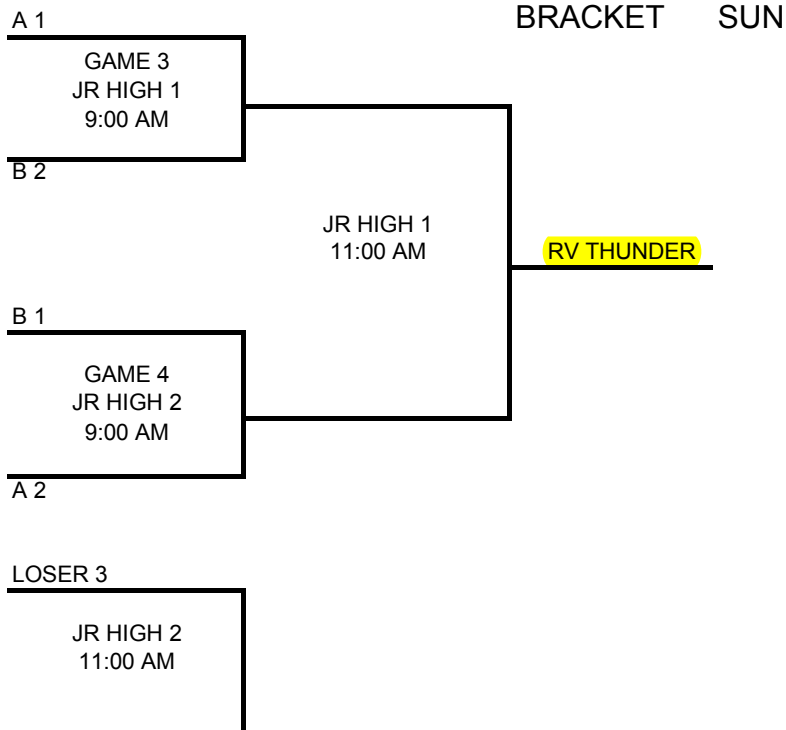 BRACKET SUN
A 1
GAME 3
JR HIGH 1
9:00 AM
B 2
JR HIGH 1
11:00 AM
RV THUNDER
B 1
GAME 4
JR HIGH 2
9:00 AM
A 2
LOSER 3
JR HIGH 2
11:00 AM